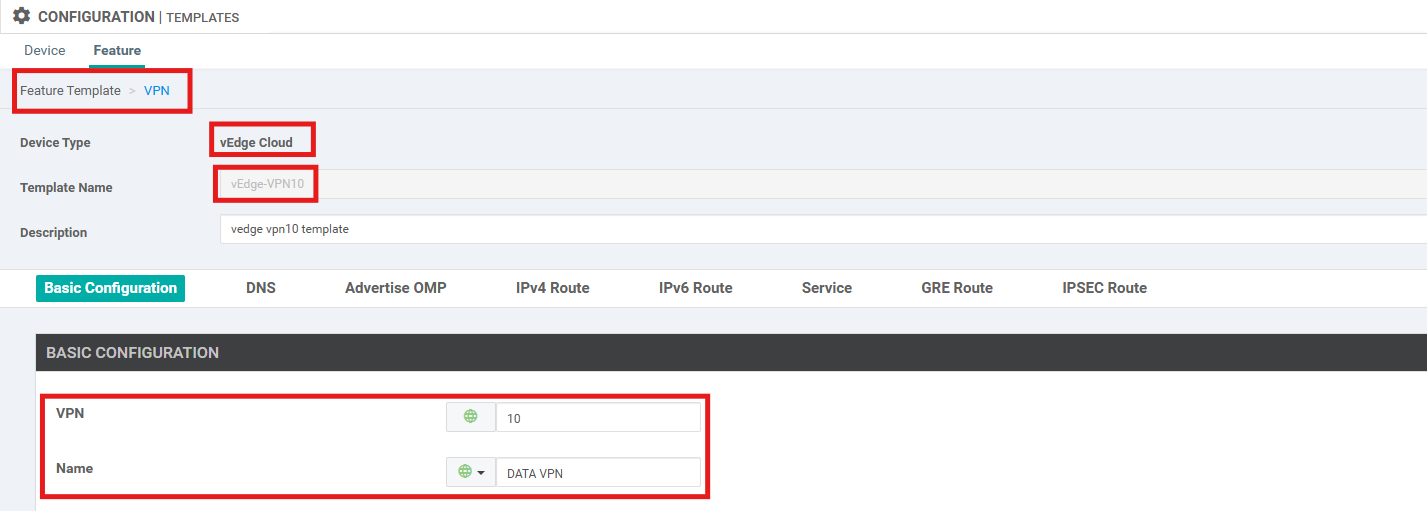 CONFIGURATION | TEMPLATES
Device Feature
Feature Template > VPN
Device Type vEdge Cloud
Template Name vEdge-VPN10
Description vedge vpn10 template
Basic Configuration DNS Advertise OMP IPv4 Route IPv6 Route Service GRE Route IPSEC Route
BASIC CONFIGURATION
VPN 10
Name DATA VPN